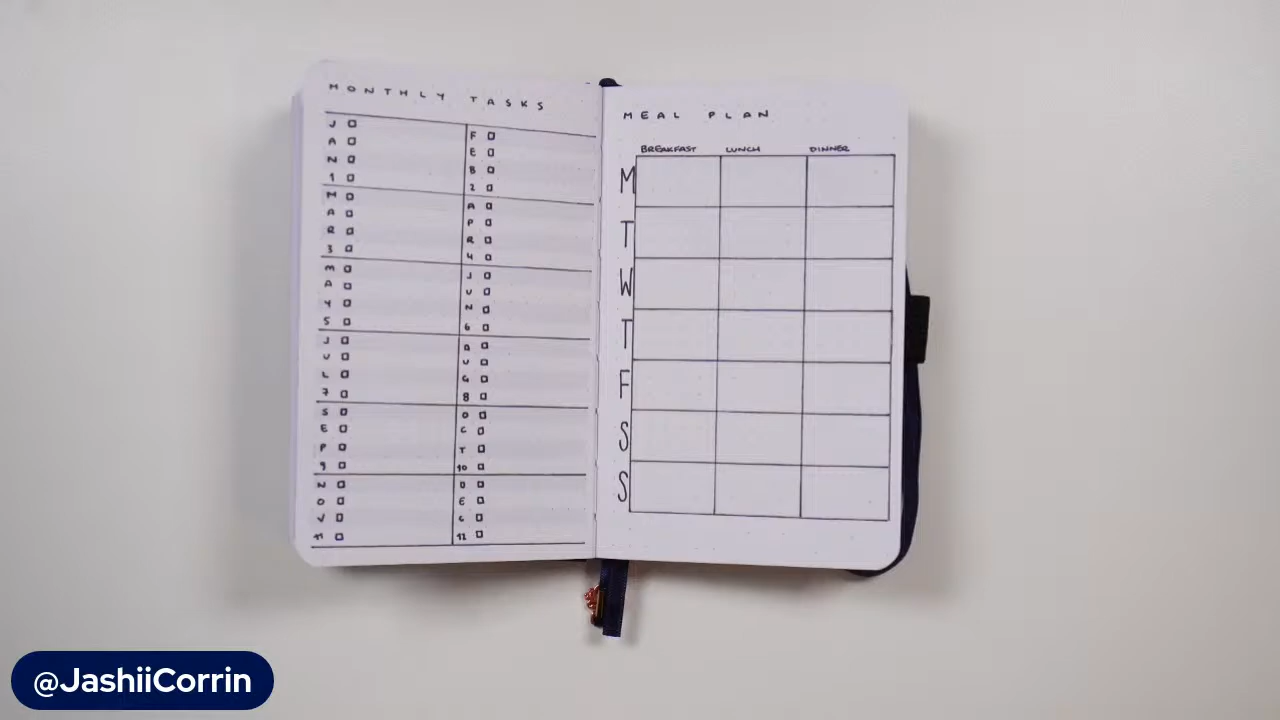 MONTHLY TASKS
J
A
N
1
F
E
B
2
M
A
R
3
A
P
R
4
M
A
Y
5
J
U
N
6
J
U
L
7
A
U
G
8
S
E
P
9
O
C
T
10
N
O
V
11
D
E
C
12
MEAL PLAN
BREAKFAST LUNCH DINNER
M
T
W
T
F
S
S
@JashiiCorrin